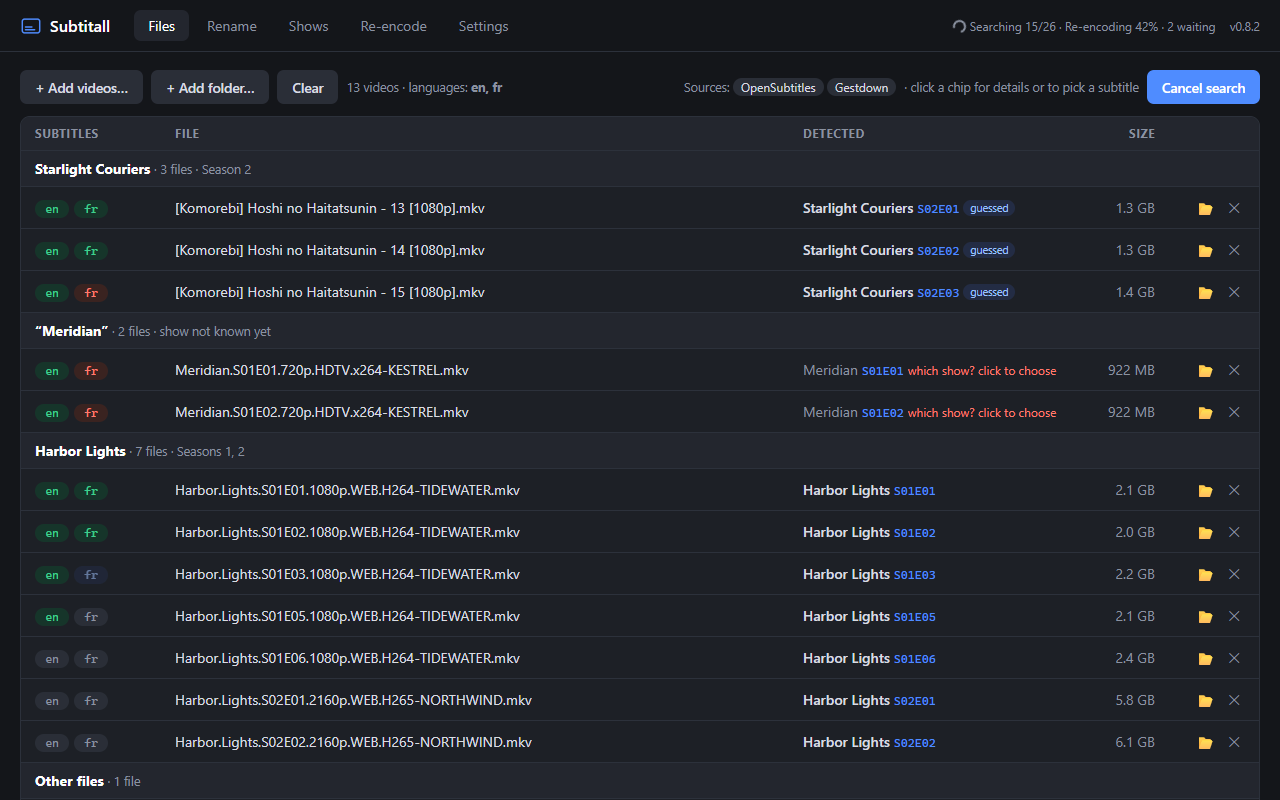 Subtitall Files Rename Shows Re-encode Settings Searching 15/26 · Re-encoding 42% · 2 waiting v0.8.2
+ Add videos... + Add folder... Clear 13 videos · languages: en, fr Sources: OpenSubtitles Gestdown · click a chip for details or to pick a subtitle Cancel search
SUBTITLES FILE DETECTED SIZE
Starlight Couriers · 3 files · Season 2
en fr [Komorebi] Hoshi no Haitatsunin - 13 [1080p].mkv Starlight Couriers S02E01 guessed 1.3 GB
en fr [Komorebi] Hoshi no Haitatsunin - 14 [1080p].mkv Starlight Couriers S02E02 guessed 1.3 GB
en fr [Komorebi] Hoshi no Haitatsunin - 15 [1080p].mkv Starlight Couriers S02E03 guessed 1.4 GB
“Meridian” · 2 files · show not known yet
en fr Meridian.S01E01.720p.HDTV.x264-KESTREL.mkv Meridian S01E01 which show? click to choose 922 MB
en fr Meridian.S01E02.720p.HDTV.x264-KESTREL.mkv Meridian S01E02 which show? click to choose 922 MB
Harbor Lights · 7 files · Seasons 1, 2
en fr Harbor.Lights.S01E01.1080p.WEB.H264-TIDEWATER.mkv Harbor Lights S01E01 2.1 GB
en fr Harbor.Lights.S01E02.1080p.WEB.H264-TIDEWATER.mkv Harbor Lights S01E02 2.0 GB
en fr Harbor.Lights.S01E03.1080p.WEB.H264-TIDEWATER.mkv Harbor Lights S01E03 2.2 GB
en fr Harbor.Lights.S01E05.1080p.WEB.H264-TIDEWATER.mkv Harbor Lights S01E05 2.1 GB
en fr Harbor.Lights.S01E06.1080p.WEB.H264-TIDEWATER.mkv Harbor Lights S01E06 2.4 GB
en fr Harbor.Lights.S02E01.2160p.WEB.H265-NORTHWIND.mkv Harbor Lights S02E01 5.8 GB
en fr Harbor.Lights.S02E02.2160p.WEB.H265-NORTHWIND.mkv Harbor Lights S02E02 6.1 GB
Other files · 1 file